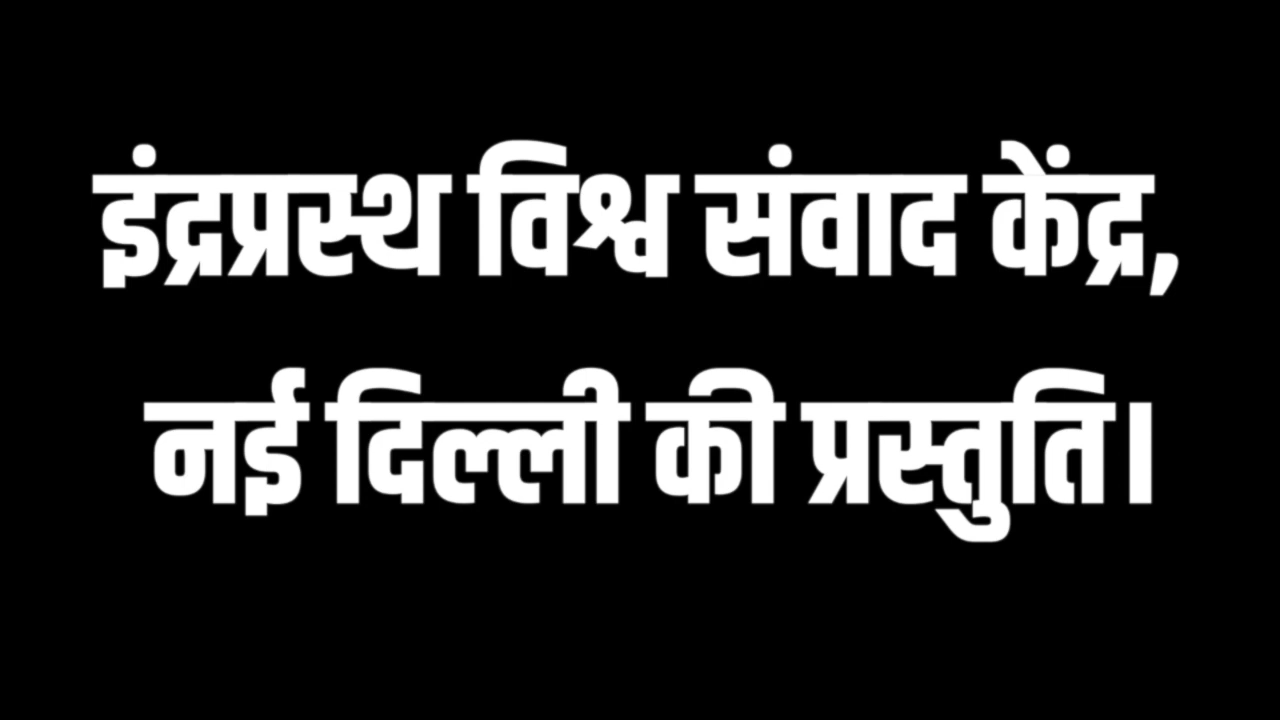 इंद्रप्रस्थ विश्व संवाद केंद्र,
नई दिल्ली की प्रस्तुति।